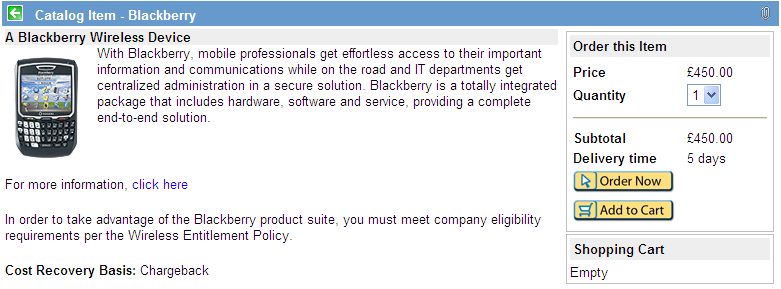 Catalog Item - Blackberry
A Blackberry Wireless Device
With Blackberry, mobile professionals get effortless access to their important
information and communications while on the road and IT departments get
centralized administration in a secure solution. Blackberry is a totally integrated
package that includes hardware, software and service, providing a complete
end-to-end solution.
For more information, click here
In order to take advantage of the Blackberry product suite, you must meet company eligibility
requirements per the Wireless Entitlement Policy.
Cost Recovery Basis: Chargeback
Order this Item
Price £450.00
Quantity 1
Subtotal £450.00
Delivery time 5 days
Order Now
Add to Cart
Shopping Cart
Empty